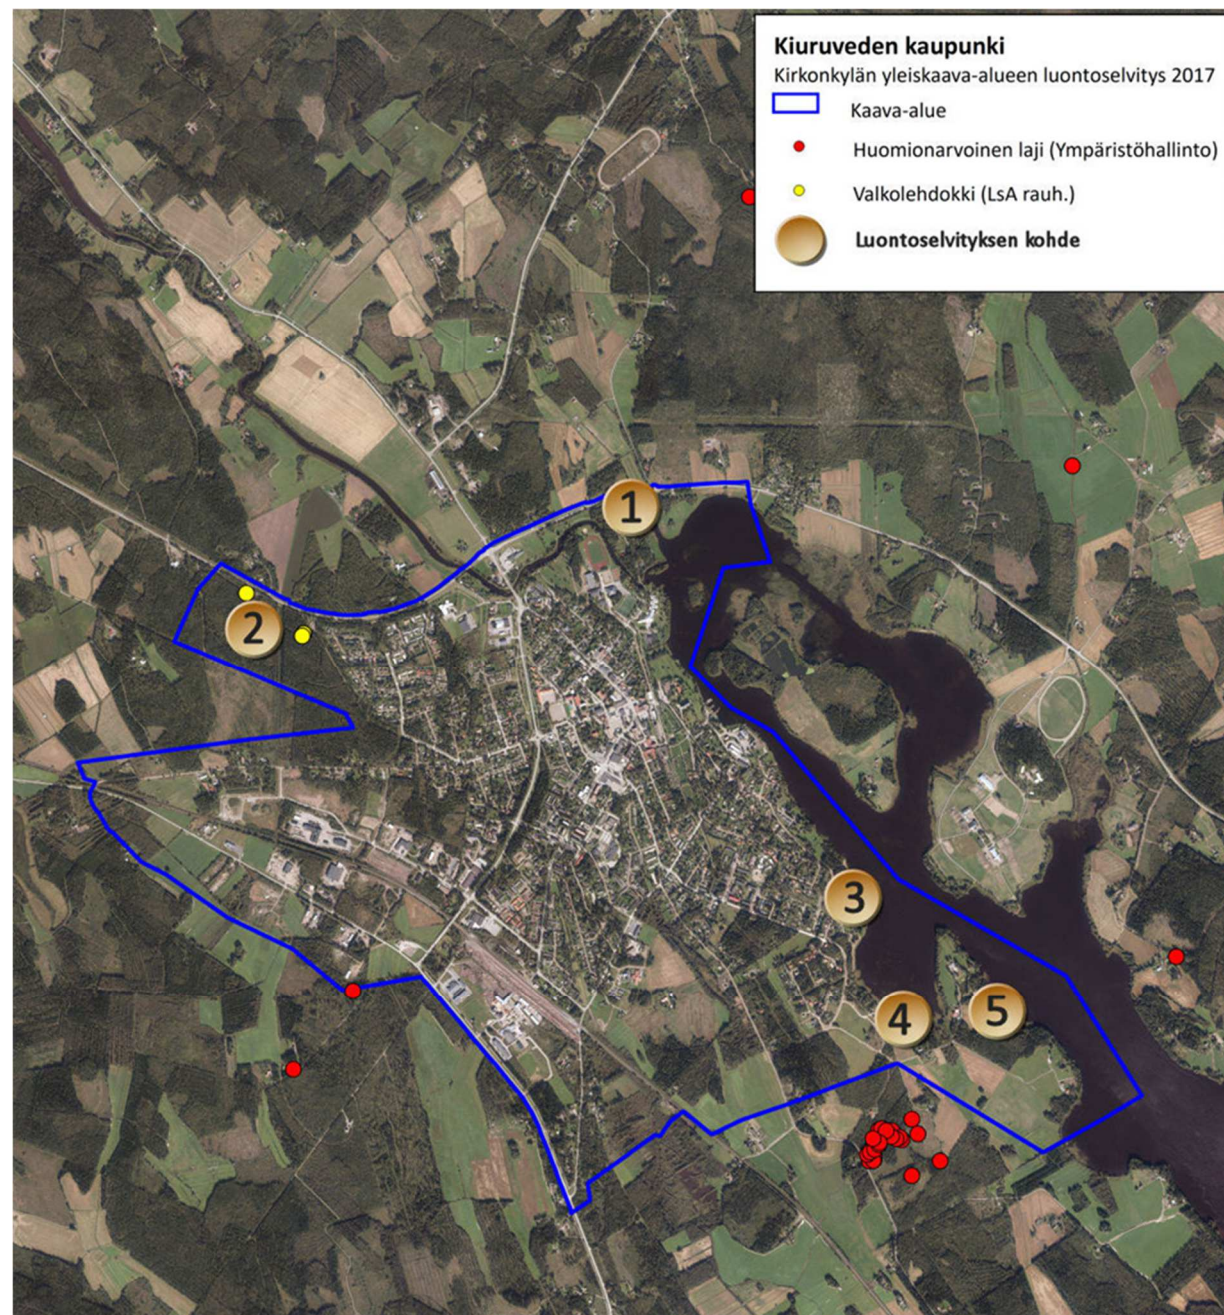 Kiuruveden kaupunki
Kirkonkylän yleiskaava-alueen luontoselvitys 2017
Kaava-alue
Huomionarvoinen laji (Ympäristöhallinto)
Valkolehdokki (LsA rauh.)
Luontoselvityksen kohde
1
2
3
4
5